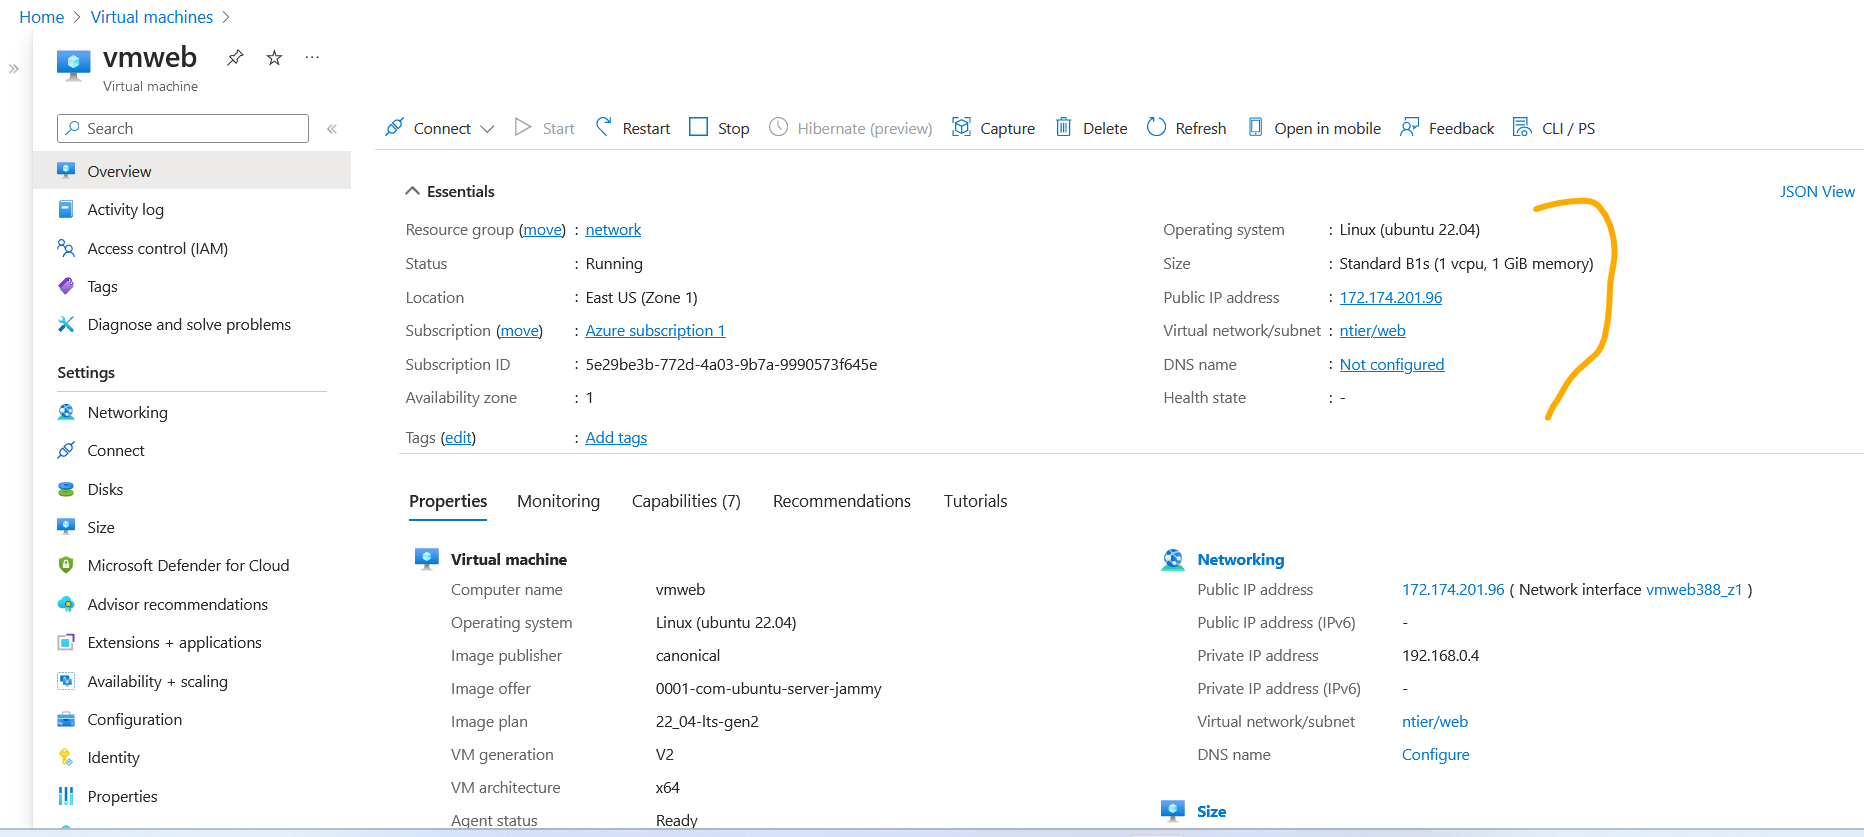 Home > Virtual machines >
vmweb
Virtual machine
Search
Connect Start Restart Stop Hibernate (preview) Capture Delete Refresh Open in mobile Feedback CLI / PS
Overview
Activity log
Access control (IAM)
Tags
Diagnose and solve problems
Settings
Networking
Connect
Disks
Size
Microsoft Defender for Cloud
Advisor recommendations
Extensions + applications
Availability + scaling
Configuration
Identity
Properties
Essentials
JSON View
Resource group (move) : network
Status : Running
Location : East US (Zone 1)
Subscription (move) : Azure subscription 1
Subscription ID : 5e29be3b-772d-4a03-9b7a-9990573f645e
Availability zone : 1
Operating system : Linux (ubuntu 22.04)
Size : Standard B1s (1 vcpu, 1 GiB memory)
Public IP address : 172.174.201.96
Virtual network/subnet : ntier/web
DNS name : Not configured
Health state : -
Tags (edit) : Add tags
Properties Monitoring Capabilities (7) Recommendations Tutorials
Virtual machine
Computer name vmweb
Operating system Linux (ubuntu 22.04)
Image publisher canonical
Image offer 0001-com-ubuntu-server-jammy
Image plan 22_04-lts-gen2
VM generation V2
VM architecture x64
Agent status Ready
Networking
Public IP address 172.174.201.96 ( Network interface vmweb388_z1 )
Public IP address (IPv6) -
Private IP address 192.168.0.4
Private IP address (IPv6) -
Virtual network/subnet ntier/web
DNS name Configure
Size